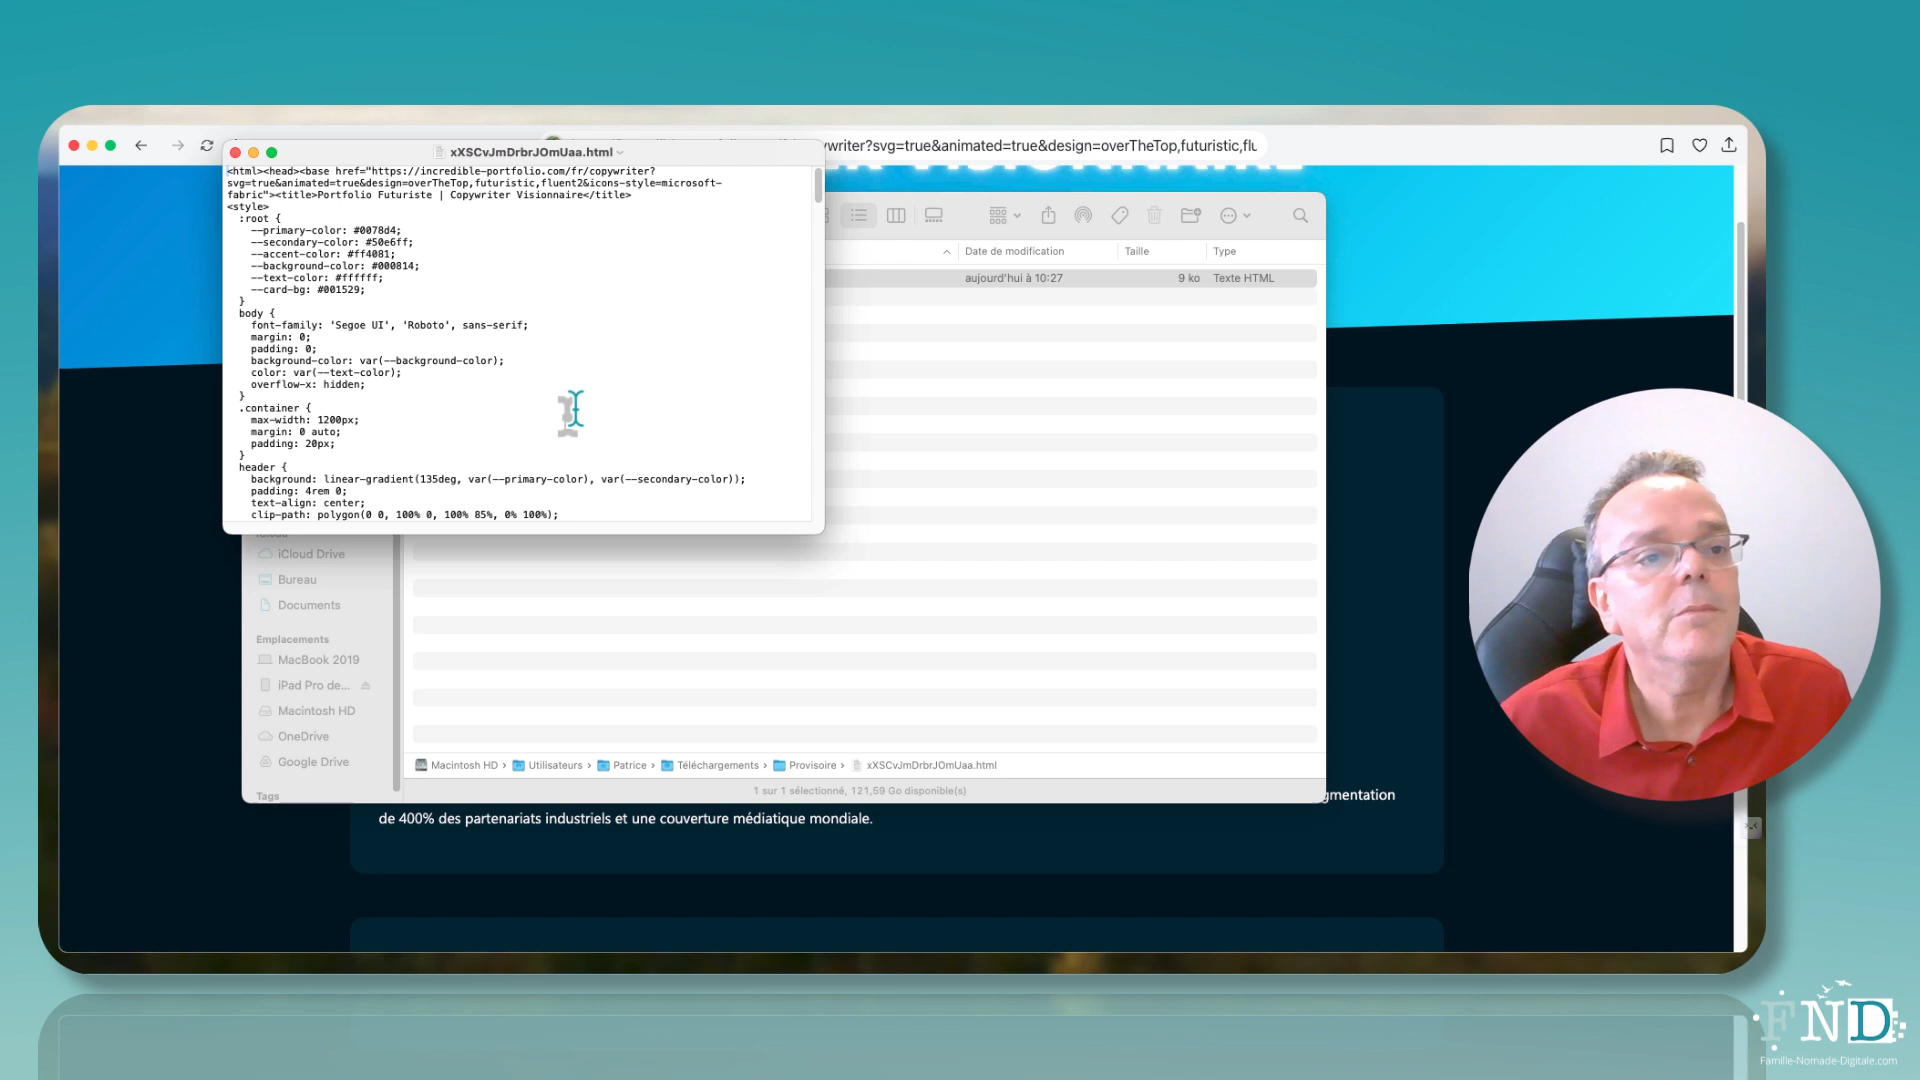 writer?svg=true&animated=true&design=overTheTop,futuristic,flu
xXSCvJmDrbrJOmUaa.html
<html><head><base href="https://incredible-portfolio.com/fr/copywriter?
svg=true&animated=true&design=overTheTop,futuristic,fluent2&icons-style=microsoft-
fabric"><title>Portfolio Futuriste | Copywriter Visionnaire</title>
<style>
:root {
--primary-color: #0078d4;
--secondary-color: #50e6ff;
--accent-color: #ff4081;
--background-color: #000814;
--text-color: #ffffff;
--card-bg: #001529;
}
body {
font-family: 'Segoe UI', 'Roboto', sans-serif;
margin: 0;
padding: 0;
background-color: var(--background-color);
color: var(--text-color);
overflow-x: hidden;
}
.container {
max-width: 1200px;
margin: 0 auto;
padding: 20px;
}
header {
background: linear-gradient(135deg, var(--primary-color), var(--secondary-color));
padding: 4rem 0;
text-align: center;
clip-path: polygon(0 0, 100% 0, 100% 85%, 0% 100%);
Date de modification
Taille
Type
aujourd'hui à 10:27
9 ko
Texte HTML
iCloud Drive
Bureau
Documents
Emplacements
MacBook 2019
iPad Pro de...
Macintosh HD
OneDrive
Google Drive
Tags
Macintosh HD › Utilisateurs › Patrice › Téléchargements › Provisoire › xXSCvJmDrbrJOmUaa.html
1 sur 1 sélectionné, 121,59 Go disponible(s)
gmentation
de 400% des partenariats industriels et une couverture médiatique mondiale.
FND
Famille-Nomade-Digitale.com